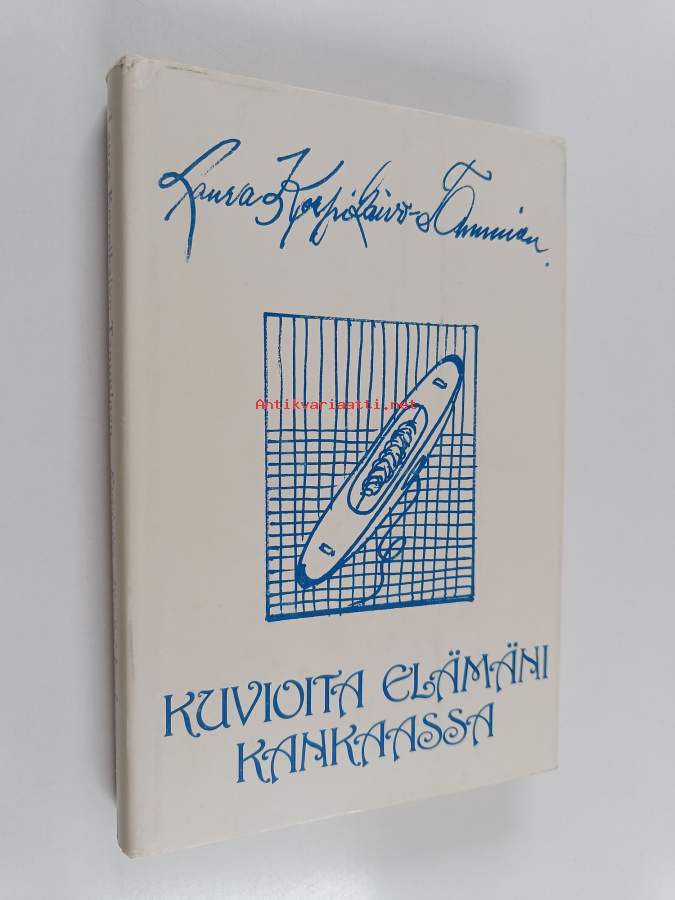 Laura Korpikaivo-Tamminen.
Antikvariaatti.net
KUVIOITA ELÄMÄNI
KANKAASSA